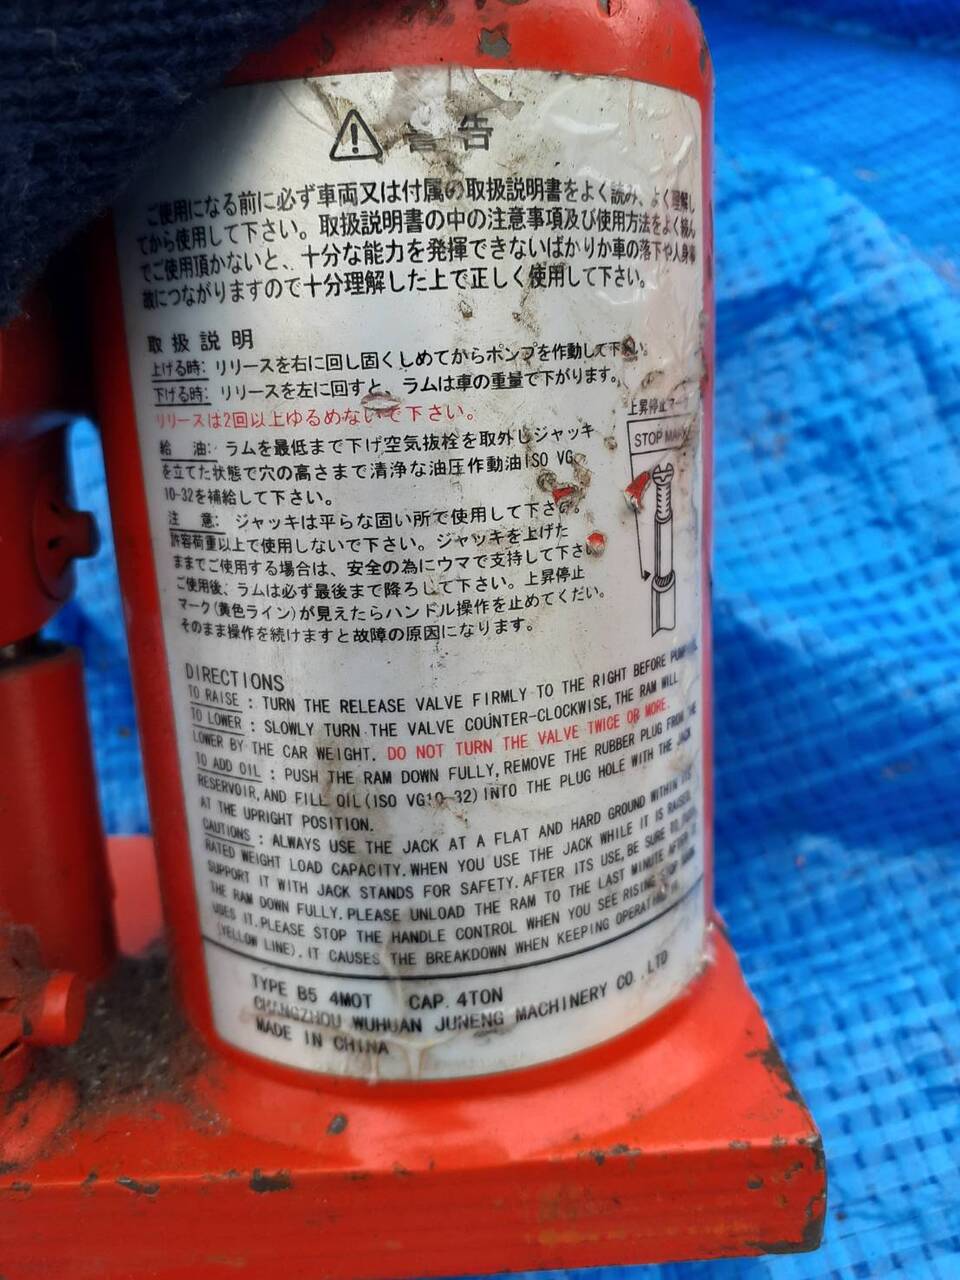 警告
ご使用になる前に必ず車両又は付属の取扱説明書をよく読み、よく理解し
てから使用して下さい。取扱説明書の中の注意事項及び使用方法をよく
でご使用頂かないと、十分な能力を発揮できないばかりか車の落下や人身事
故につながりますので十分理解した上で正しく使用して下さい。
取扱説明
上げる時: リリースを右に回し固くしめてからポンプを作動して下さい。
下げる時: リリースを左に回すと、ラムは車の重量で下がります。
リリースは2回以上ゆるめないで下さい。
給 油: ラムを最低まで下げ空気抜栓を取外しジャッキ
を立てた状態で穴の高さまで清浄な油圧作動油ISO VG
10-32を補給して下さい。
注 意: ジャッキは平らな固い所で使用して下さい。
許容荷重以上で使用しないで下さい。ジャッキを上げた
ままでご使用する場合は、安全の為にウマで支持して下さい
ご使用後、ラムは必ず最後まで降ろして下さい。上昇停止
マーク(黄色ライン)が見えたらハンドル操作を止めてくだい。
そのまま操作を続けますと故障の原因になります。
上昇停止マーク
STOP MARK
DIRECTIONS
TO RAISE : TURN THE RELEASE VALVE FIRMLY TO THE RIGHT BEFORE
TO LOWER : SLOWLY TURN THE VALVE COUNTER-CLOCKWISE, THE RAM WILL
LOWER BY THE CAR WEIGHT. DO NOT TURN THE VALVE TWICE OR MORE.
TO ADD OIL : PUSH THE RAM DOWN FULLY, REMOVE THE RUBBER PLUG FROM THE
RESERVOIR, AND FILL OIL(ISO VG10-32)INTO THE PLUG HOLE WITH THE JACK
AT THE UPRIGHT POSITION.
CAUTIONS : ALWAYS USE THE JACK AT A FLAT AND HARD GROUND WITHIN ITS
RATED WEIGHT LOAD CAPACITY. WHEN YOU USE THE JACK WHILE IT IS RAISED,
SUPPORT IT WITH JACK STANDS FOR SAFETY. AFTER ITS USE, BE SURE TO PUSH
THE RAM DOWN FULLY. PLEASE UNLOAD THE RAM TO THE LAST MINUTE AFTER
USES IT. PLEASE STOP THE HANDLE CONTROL WHEN YOU SEE RISING STOP MARK
(YELLOW LINE). IT CAUSES THE BREAKDOWN WHEN KEEPING OPERATING IT.
TYPE B5 4MOT CAP. 4TON
CHANGZHOU WUHUAN JUNENG MACHINERY CO. LTD
MADE IN CHINA